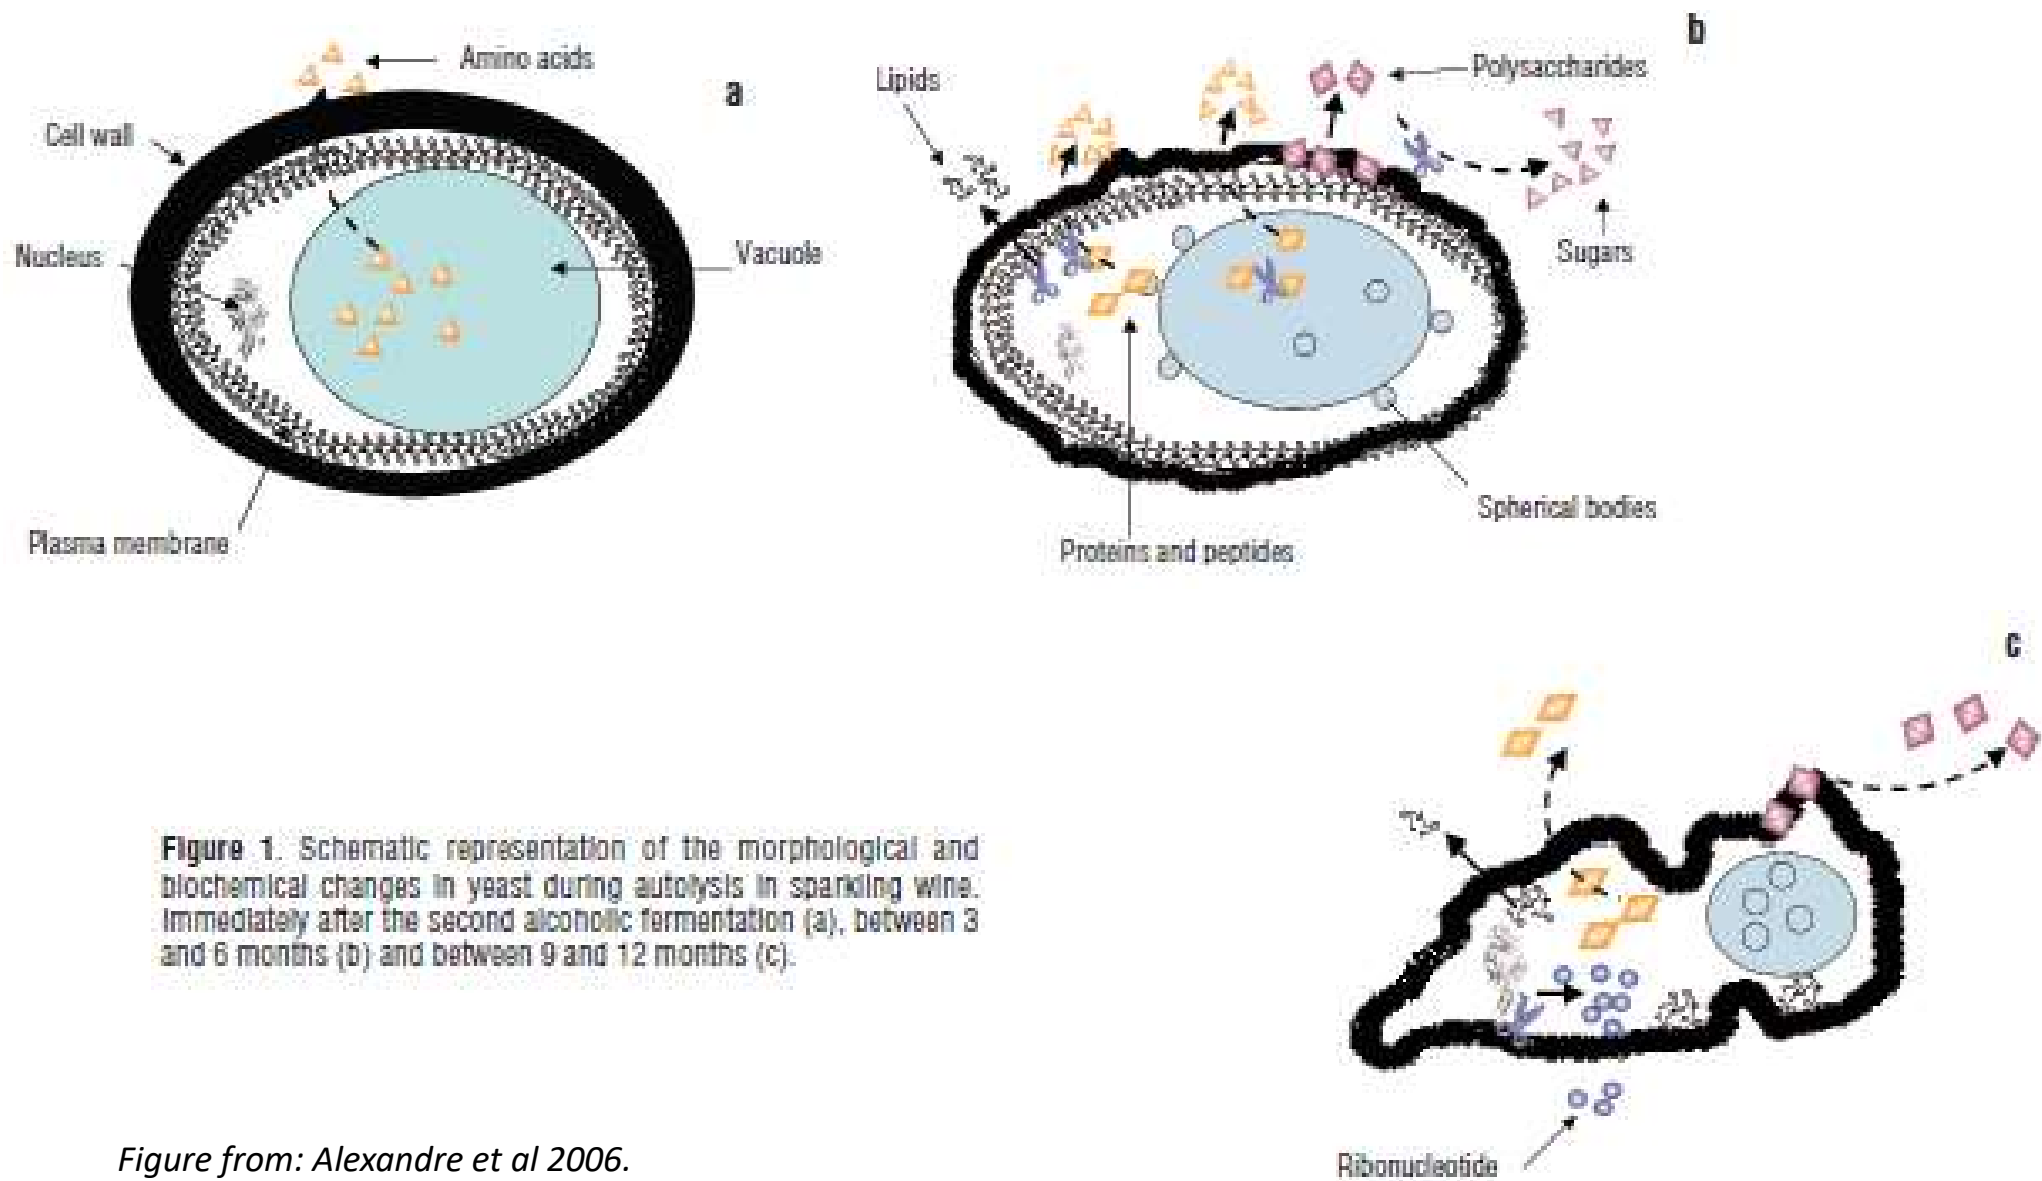 Amino acids
a
Cell wall
Nucleus
Vacuole
Plasma membrane
b
Lipids
Polysaccharides
Sugars
Spherical bodies
Proteins and peptides
c
Ribonucleotide
Figure 1. Schematic representation of the morphological and
biochemical changes in yeast during autolysis in sparkling wine.
Immediately after the second alcoholic fermentation (a), between 3
and 6 months (b) and between 9 and 12 months (c).
Figure from: Alexandre et al 2006.